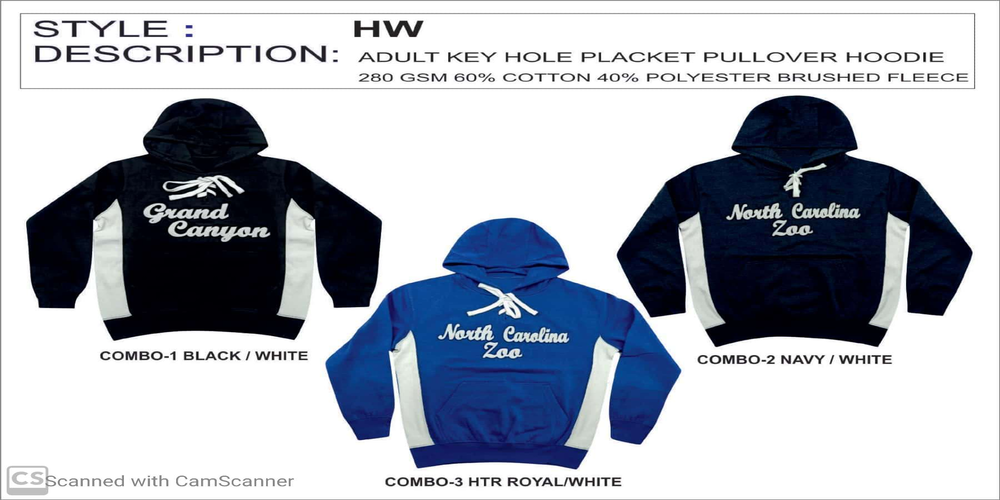 STYLE : HW
DESCRIPTION: ADULT KEY HOLE PLACKET PULLOVER HOODIE
280 GSM 60% COTTON 40% POLYESTER BRUSHED FLEECE
Grand
Canyon
COMBO-1 BLACK / WHITE
North Carolina
Zoo
COMBO-2 NAVY / WHITE
North Carolina
Zoo
COMBO-3 HTR ROYAL/WHITE
CS Scanned with CamScanner